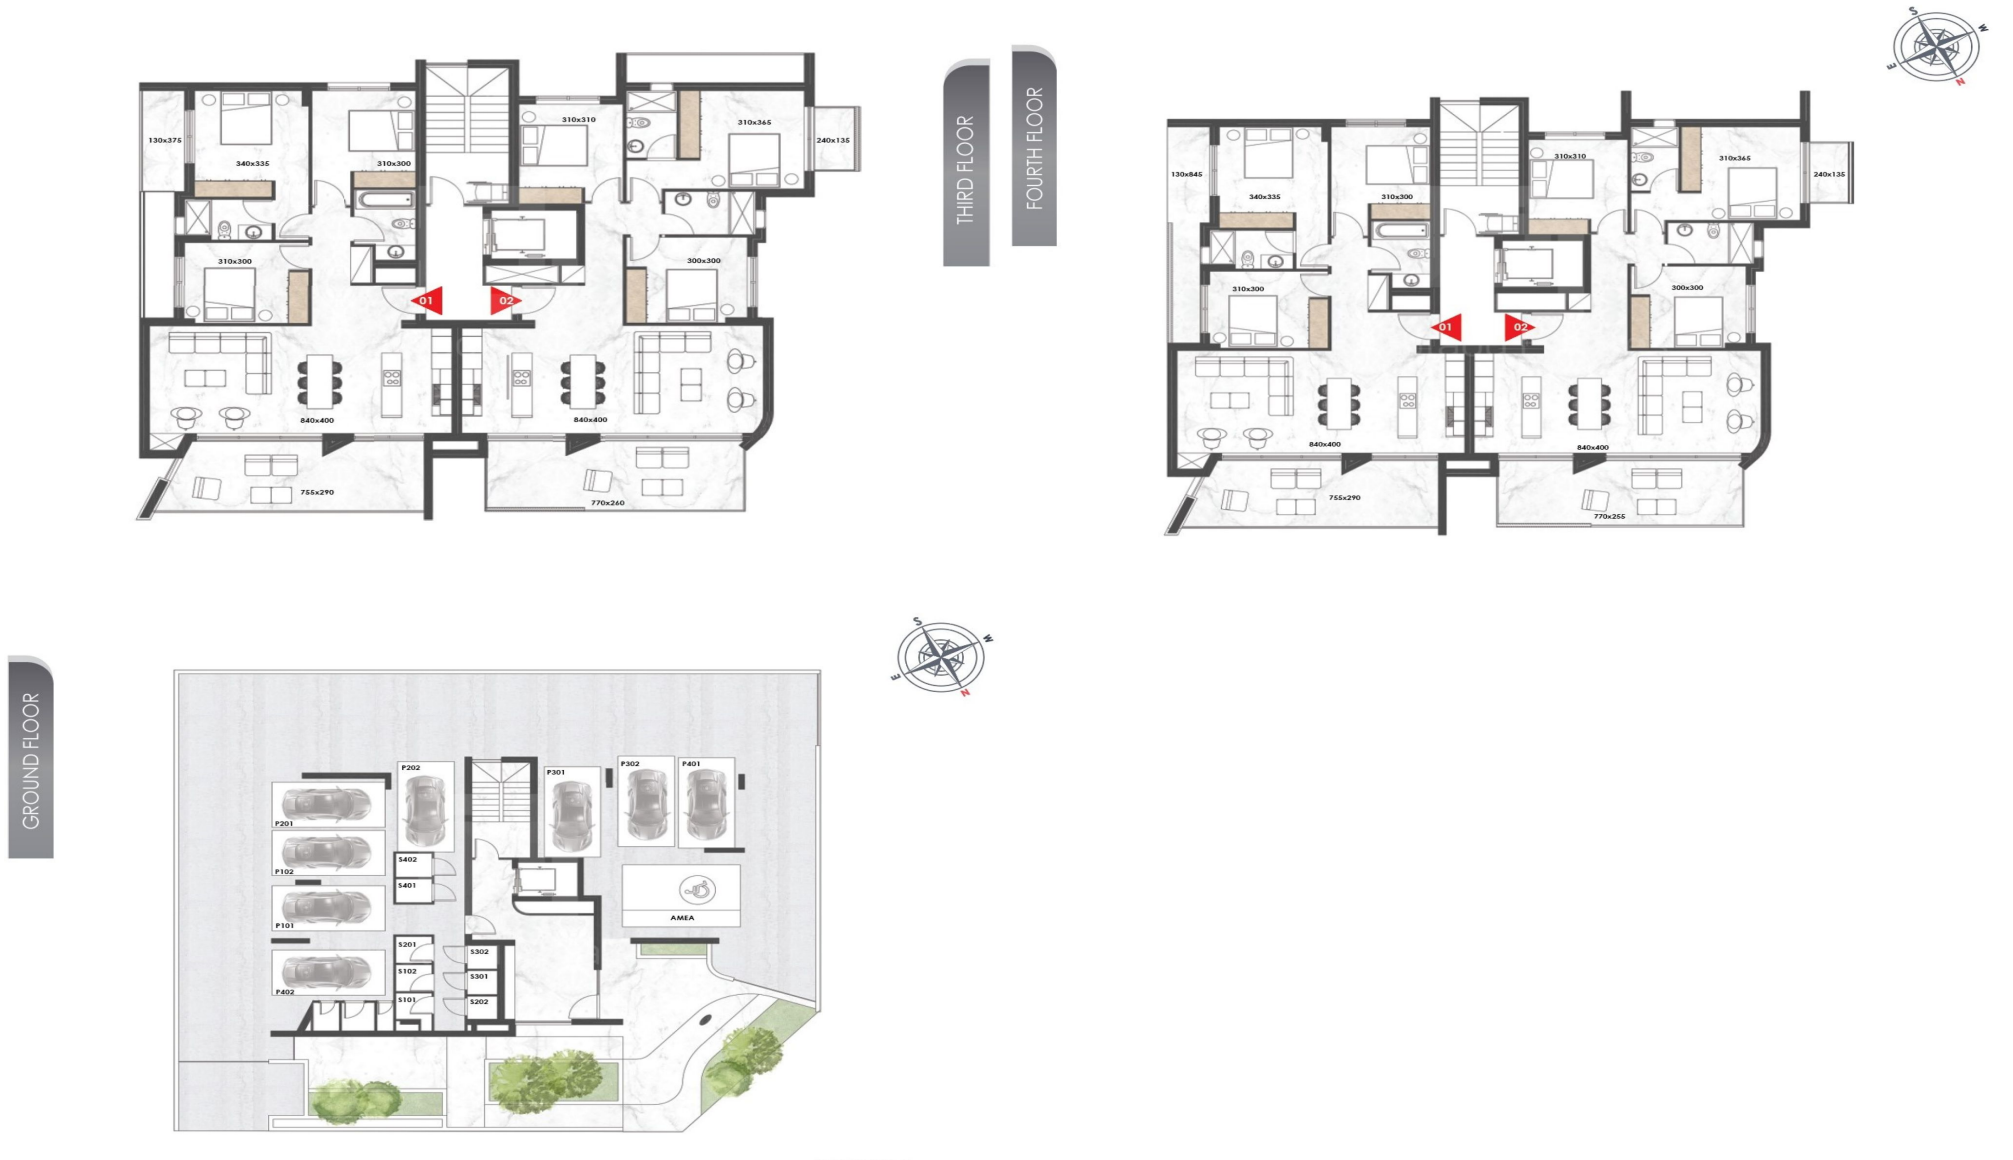 130x375
340x335
310x300
310x310
310x365
240x135
310x300
300x300
01
02
840x400
840x400
755x290
770x260
THIRD FLOOR
FOURTH FLOOR
S
W
E
N
130x845
340x335
310x300
310x310
310x365
240x135
310x300
300x300
01
02
840x400
840x400
755x290
770x255
GROUND FLOOR
S
W
E
N
P202
P301
P302
P401
P201
P102
P101
P402
S402
S401
S201
S102
S101
S302
S301
S202
AMEA